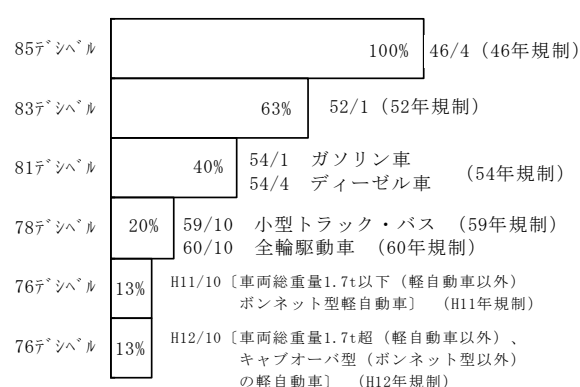 85ﾃﾞｼﾍﾞﾙ 100% 46/4（46年規制）
83ﾃﾞｼﾍﾞﾙ 63% 52/1（52年規制）
81ﾃﾞｼﾍﾞﾙ 40% 54/1 ガソリン車
54/4 ディーゼル車 （54年規制）
78ﾃﾞｼﾍﾞﾙ 20% 59/10 小型トラック・バス （59年規制）
60/10 全輪駆動車 （60年規制）
76ﾃﾞｼﾍﾞﾙ 13% H11/10〔車両総重量1.7t以下（軽自動車以外）
ボンネット型軽自動車〕 （H11年規制）
76ﾃﾞｼﾍﾞﾙ 13% H12/10〔車両総重量1.7t超（軽自動車以外）、
キャブオーバ型（ボンネット型以外）
の軽自動車〕 （H12年規制）